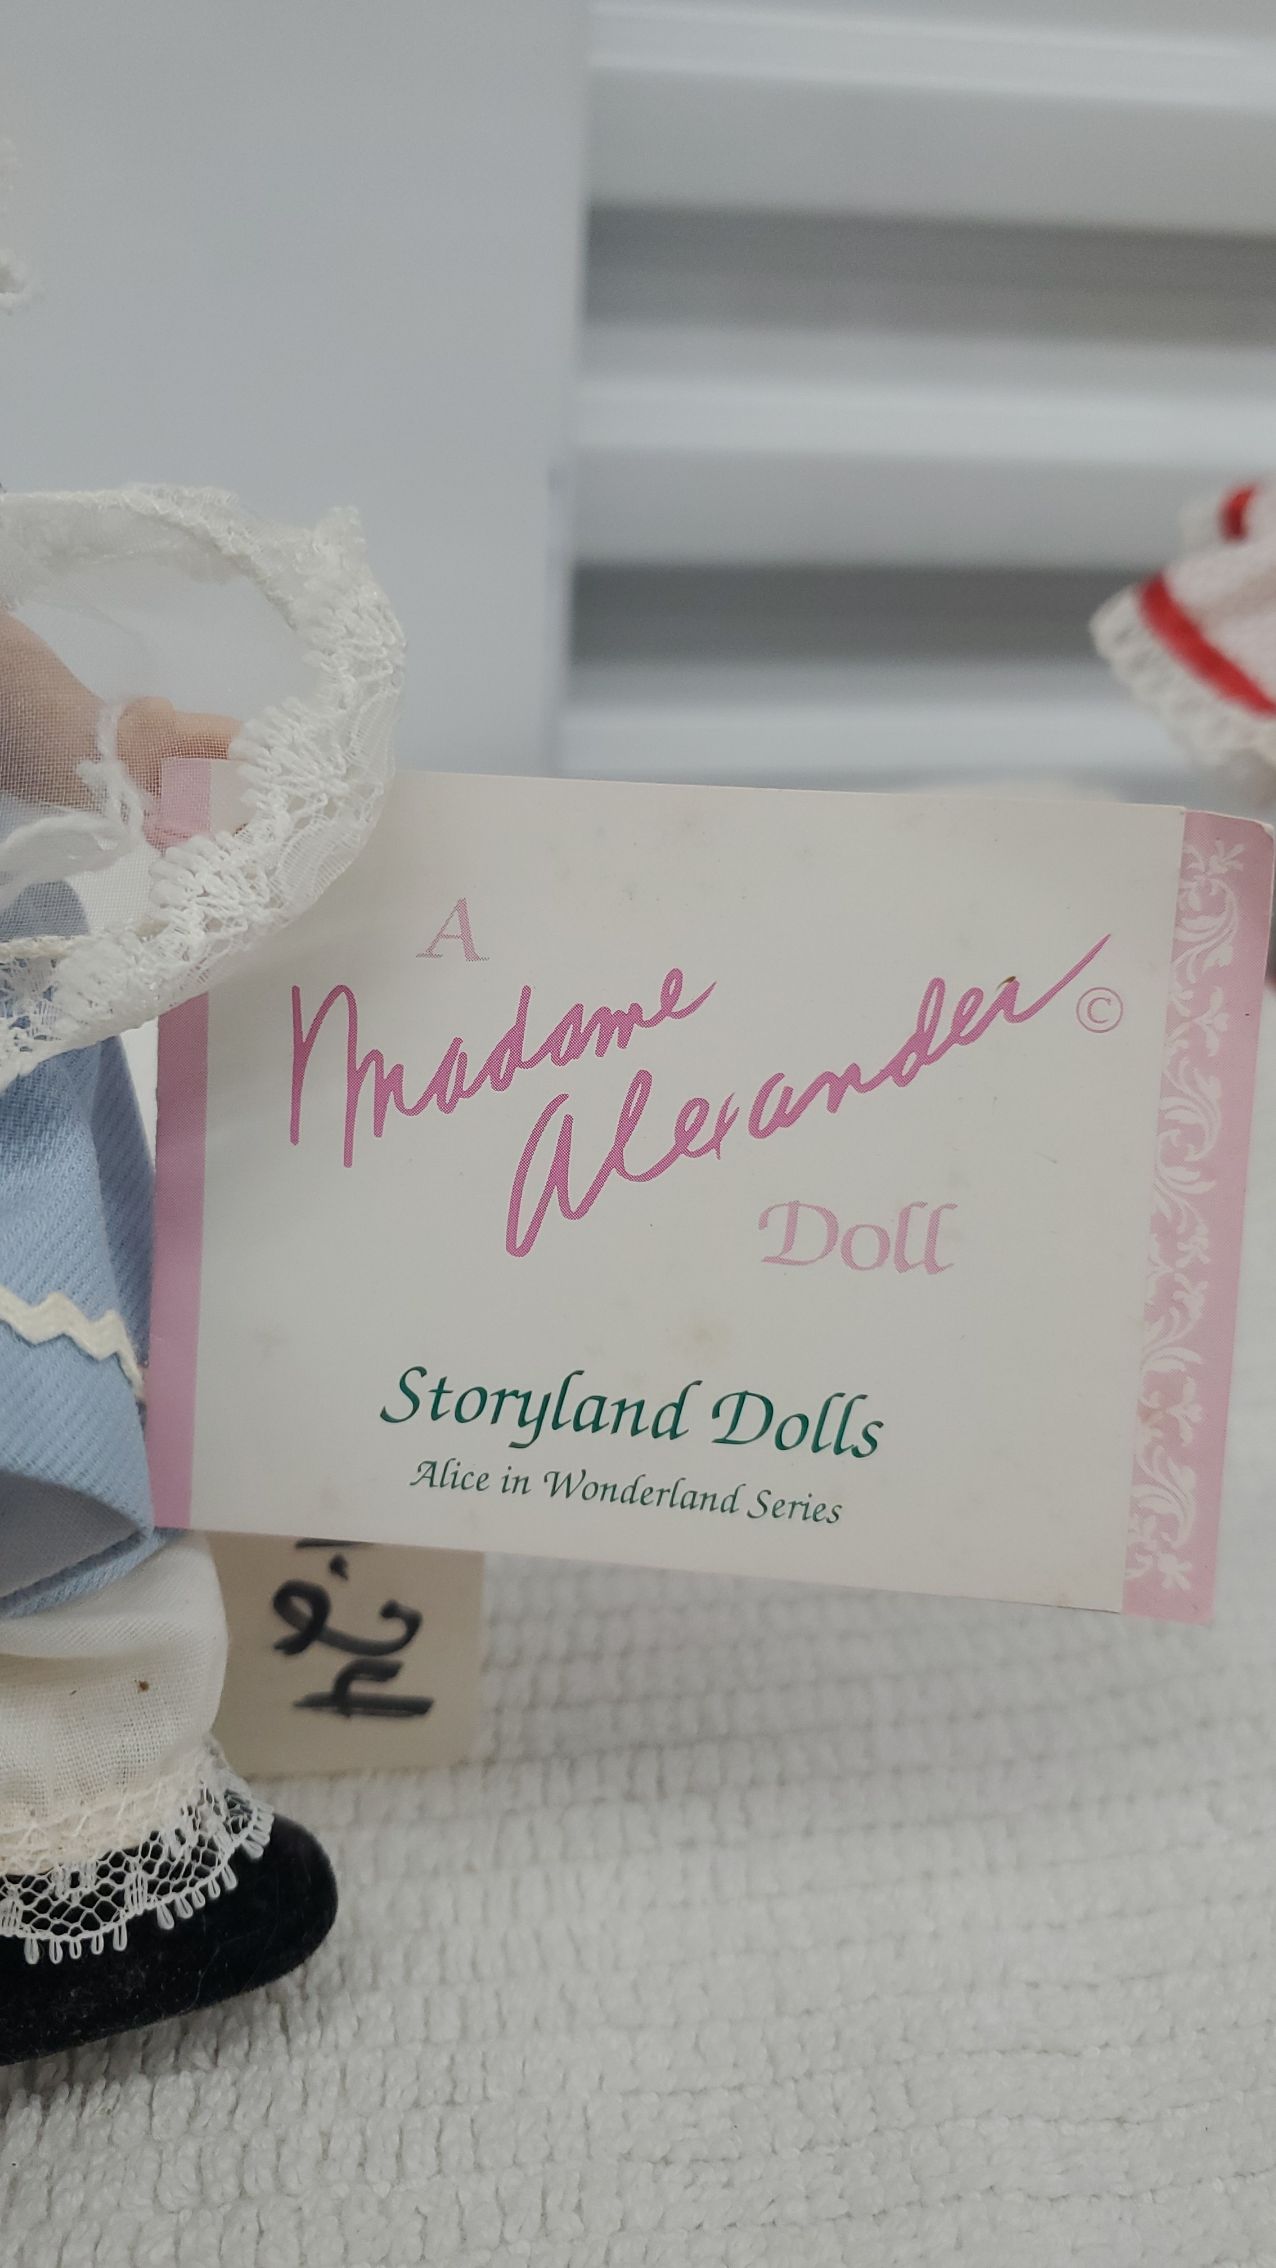 A
Madame
Alexander ©
Doll
Storyland Dolls
Alice in Wonderland Series